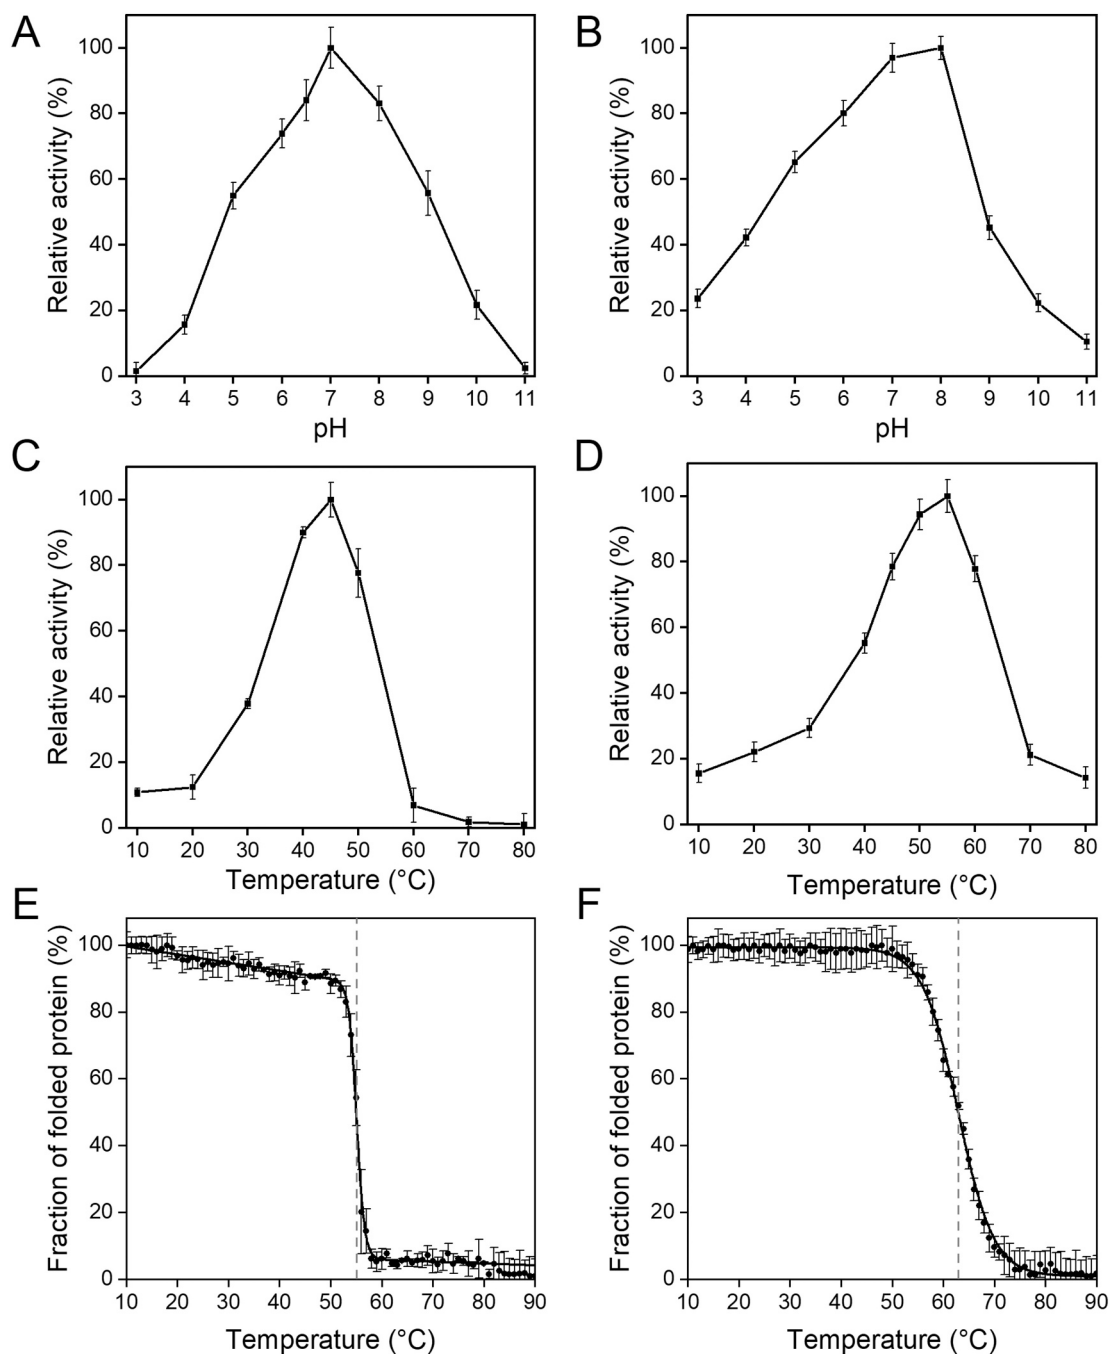 A
Relative activity (%)
100
80
60
40
20
0
3 4 5 6 7 8 9 10 11
pH
B
Relative activity (%)
100
80
60
40
20
0
3 4 5 6 7 8 9 10 11
pH
C
Relative activity (%)
100
80
60
40
20
0
10 20 30 40 50 60 70 80
Temperature (°C)
D
Relative activity (%)
100
80
60
40
20
0
10 20 30 40 50 60 70 80
Temperature (°C)
E
Fraction of folded protein (%)
100
80
60
40
20
0
10 20 30 40 50 60 70 80 90
Temperature (°C)
F
Fraction of folded protein (%)
100
80
60
40
20
0
10 20 30 40 50 60 70 80 90
Temperature (°C)